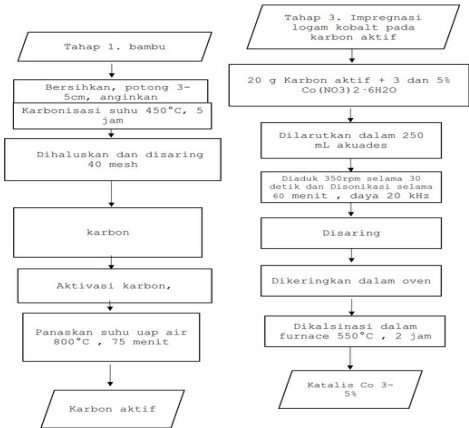 Tahap 1. bambu
Bersihkan, potong 3-
5cm, anginkan
Karbonisasi suhu 450°C, 5
jam
Dihaluskan dan disaring
40 mesh
karbon
Aktivasi karbon,
Panaskan suhu uap air
800°C , 75 menit
Karbon aktif
Tahap 3. Impregnasi
logam kobalt pada
karbon aktif
20 g Karbon aktif + 3 dan 5%
Co(NO3)2·6H2O
Dilarutkan dalam 250
mL akuades
Diaduk 350rpm selama 30
detik dan Disonikasi selama
60 menit , daya 20 kHz
Disaring
Dikeringkan dalam oven
Dikalsinasi dalam
furnace 550°C , 2 jam
Katalis Co 3-
5%